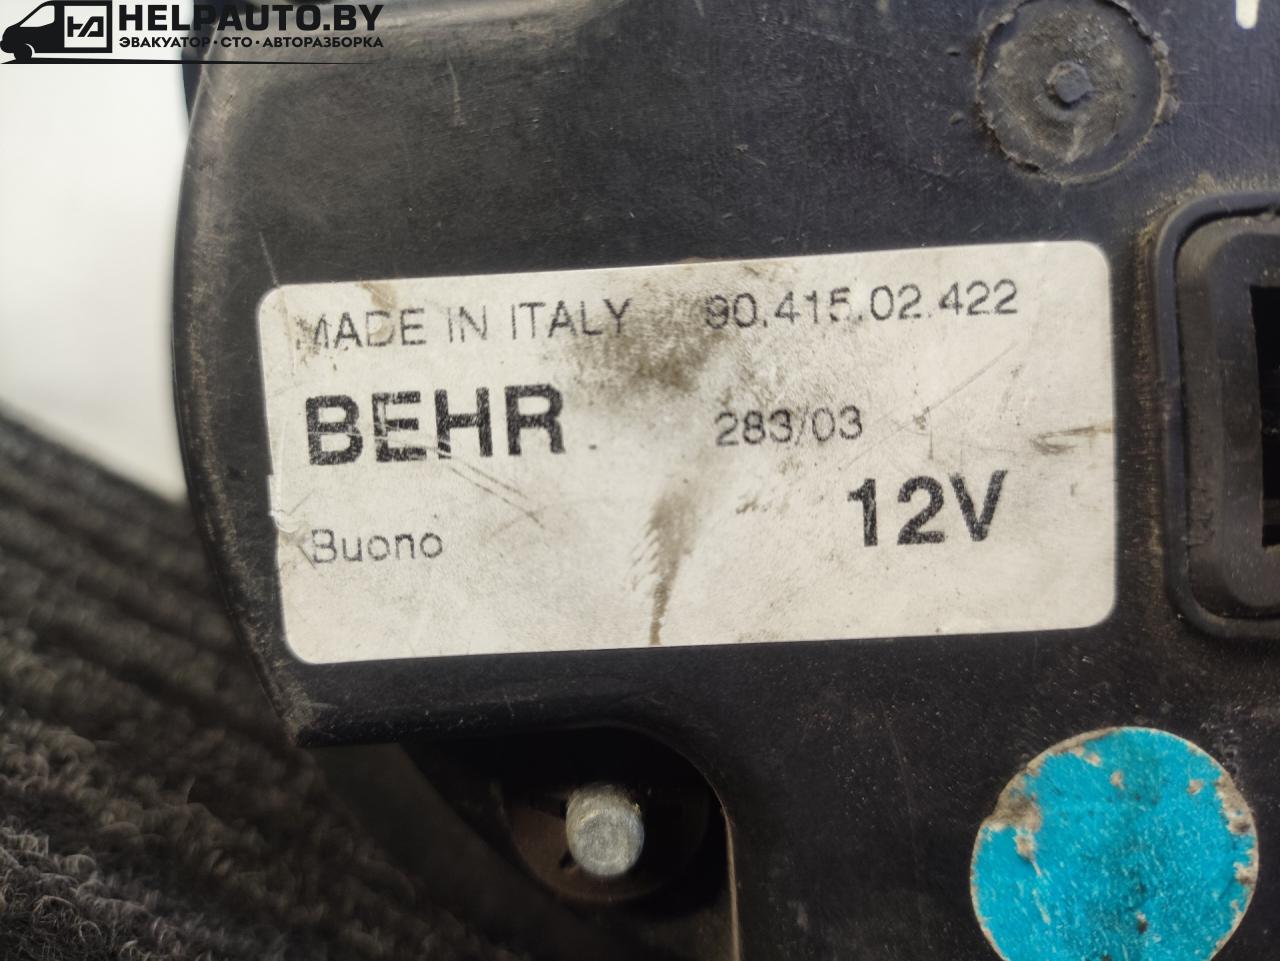 HELPAUTO.BY
ЭВАКУАТОР · СТО · АВТОРАЗБОРКА
MADE IN ITALY 90.415.02.422
BEHR 283/03
12V
Buono